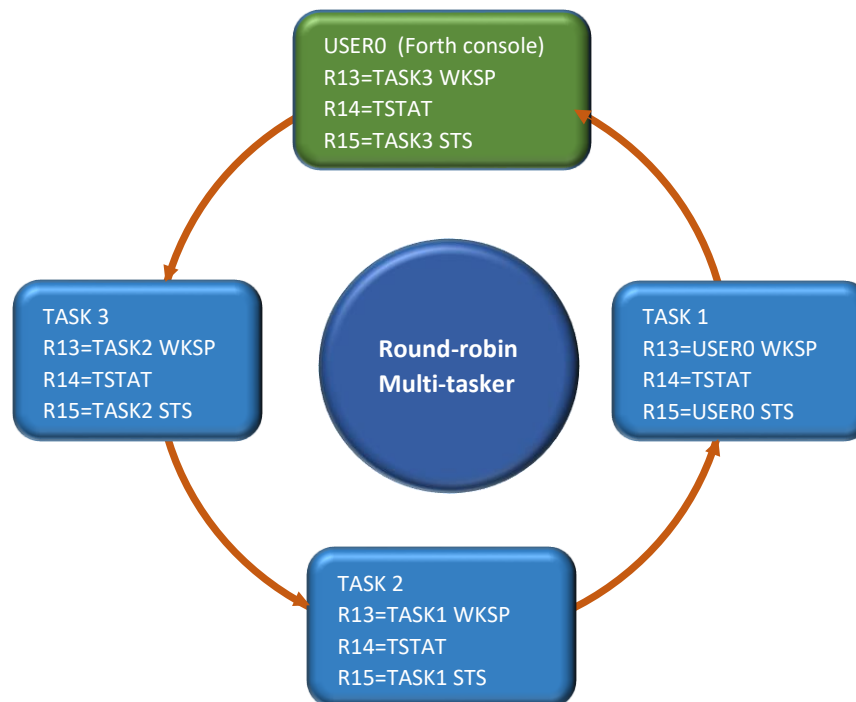 USER0  (Forth console)
R13=TASK3 WKSP
R14=TSTAT
R15=TASK3 STS
TASK 3
R13=TASK2 WKSP
R14=TSTAT
R15=TASK2 STS
Round-robin
Multi-tasker
TASK 1
R13=USER0 WKSP
R14=TSTAT
R15=USER0 STS
TASK 2
R13=TASK1 WKSP
R14=TSTAT
R15=TASK1 STS